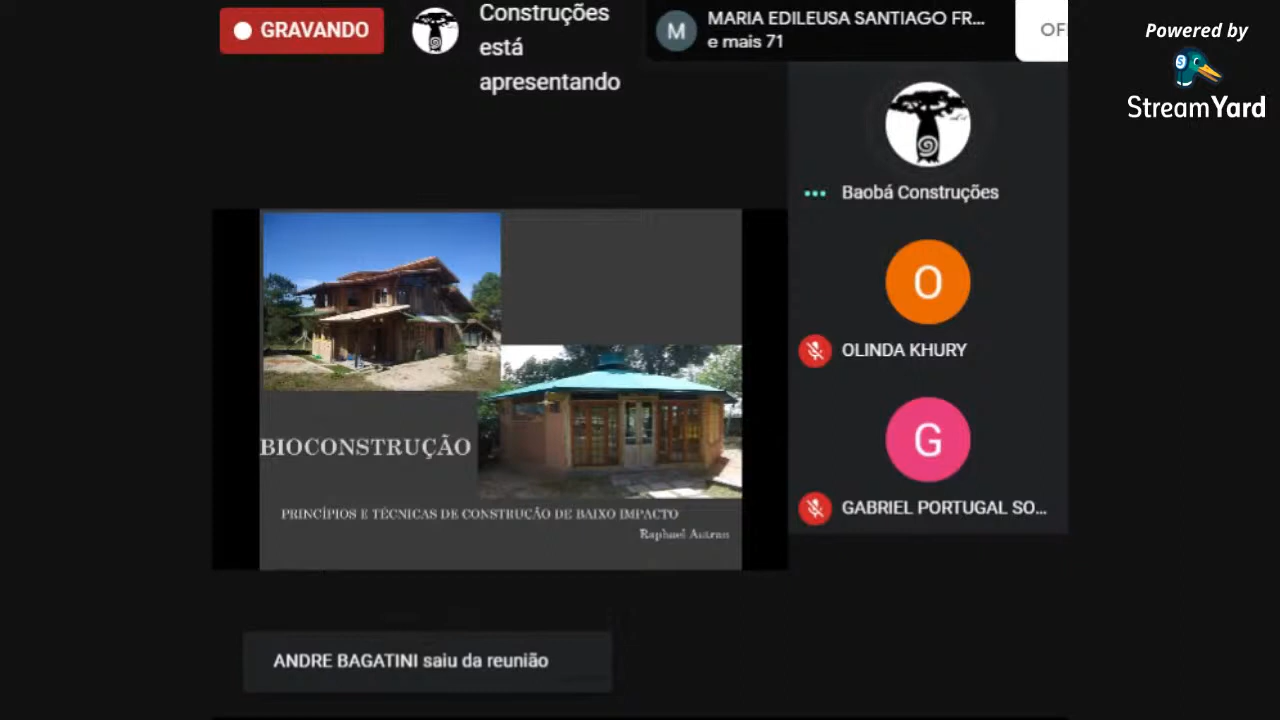 GRAVANDO
Construções
está
apresentando
M
MARIA EDILEUSA SANTIAGO FR...
e mais 71
Powered by
StreamYard
Baobá Construções
O
OLINDA KHURY
G
GABRIEL PORTUGAL SO...
BIOCONSTRUÇÃO
PRINCÍPIOS E TÉCNICAS DE CONSTRUÇÃO DE BAIXO IMPACTO
Raphael Autran
ANDRE BAGATINI saiu da reunião